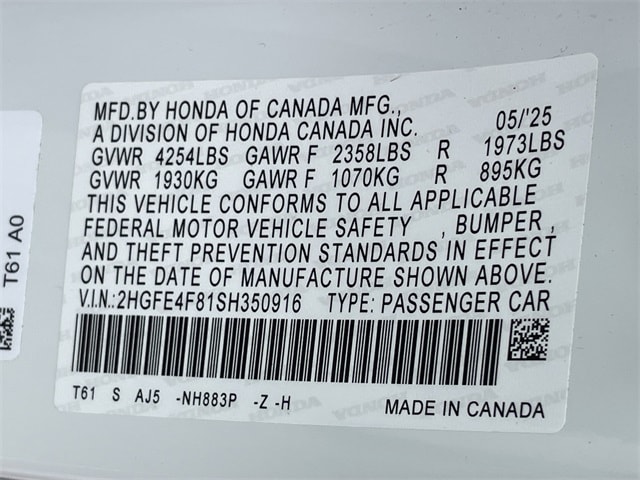 MFD.BY HONDA OF CANADA MFG.,
A DIVISION OF HONDA CANADA INC. 05/'25
GVWR 4254LBS GAWR F 2358LBS R 1973LBS
GVWR 1930KG GAWR F 1070KG R 895KG
THIS VEHICLE CONFORMS TO ALL APPLICABLE
FEDERAL MOTOR VEHICLE SAFETY , BUMPER ,
AND THEFT PREVENTION STANDARDS IN EFFECT
ON THE DATE OF MANUFACTURE SHOWN ABOVE.
V.I.N.: 2HGFE4F81SH350916 TYPE: PASSENGER CAR
T61 S AJ5 -NH883P -Z -H MADE IN CANADA
T61 A0